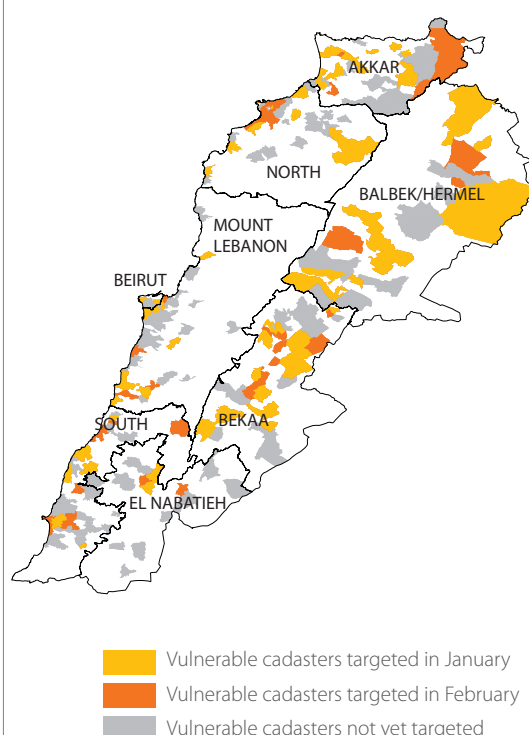 AKKAR
NORTH
BALBEK/HERMEL
MOUNT
LEBANON
BEIRUT
SOUTH
BEKAA
EL NABATIEH
Vulnerable cadasters targeted in January
Vulnerable cadasters targeted in February
Vulnerable cadasters not yet targeted